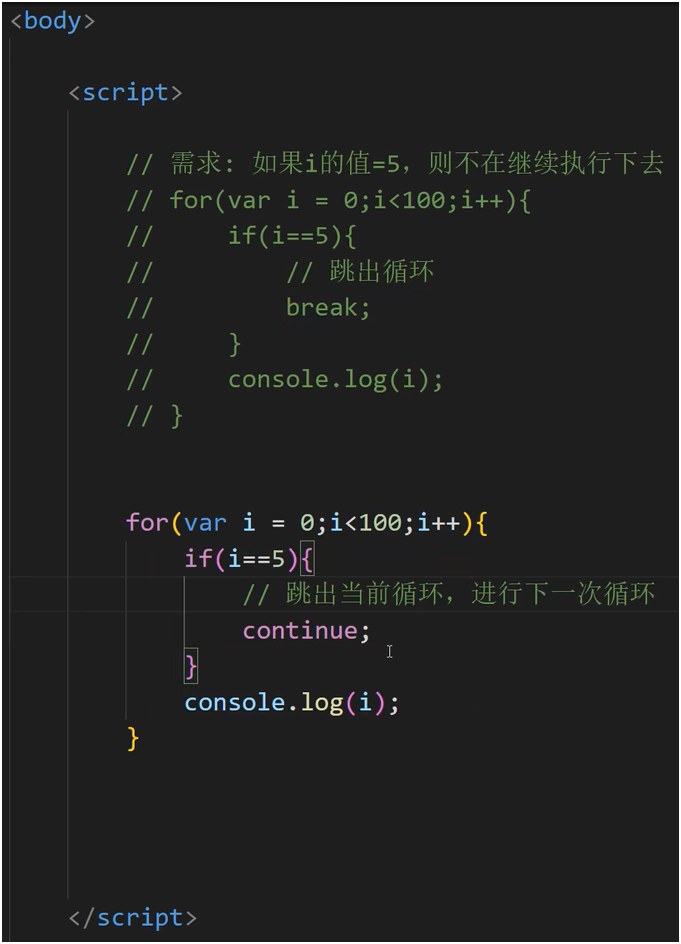 <body>
<script>
// 需求: 如果i的值=5，则不在继续执行下去
// for(var i = 0;i<100;i++){
//     if(i==5){
//         // 跳出循环
//         break;
//     }
//     console.log(i);
// }
for(var i = 0;i<100;i++){
if(i==5){
// 跳出当前循环，进行下一次循环
continue;
}
console.log(i);
}
</script>